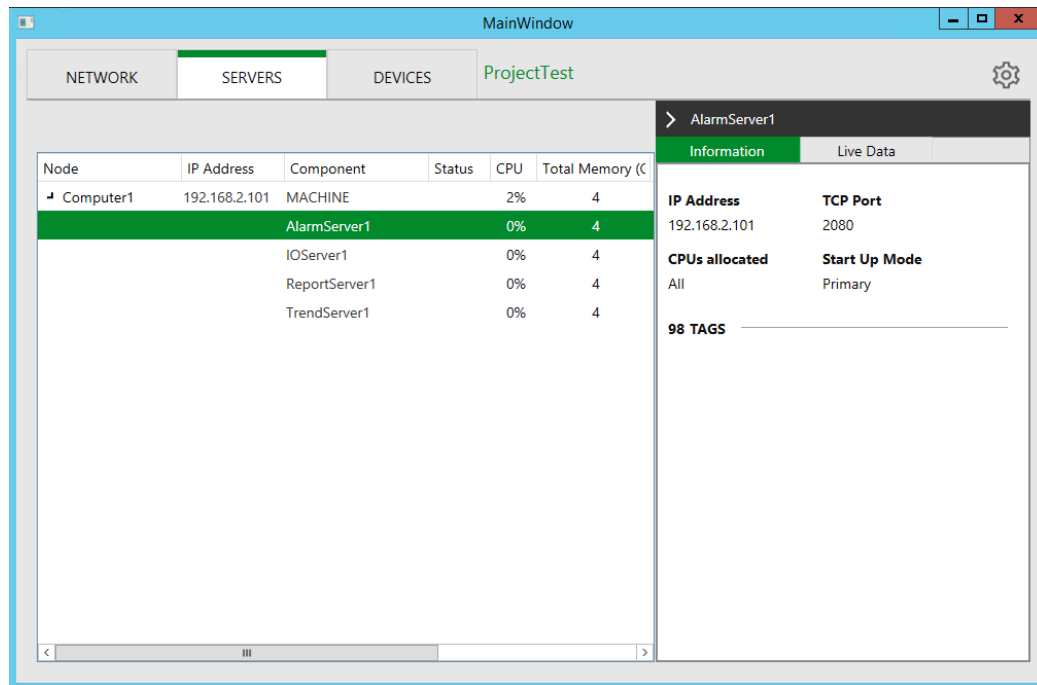 MainWindow
NETWORK SERVERS DEVICES ProjectTest
AlarmServer1
Information Live Data
Node IP Address Component Status CPU Total Memory (C
Computer1 192.168.2.101 MACHINE 2% 4
AlarmServer1 0% 4
IOServer1 0% 4
ReportServer1 0% 4
TrendServer1 0% 4
IP Address TCP Port
192.168.2.101 2080
CPUs allocated Start Up Mode
All Primary
98 TAGS